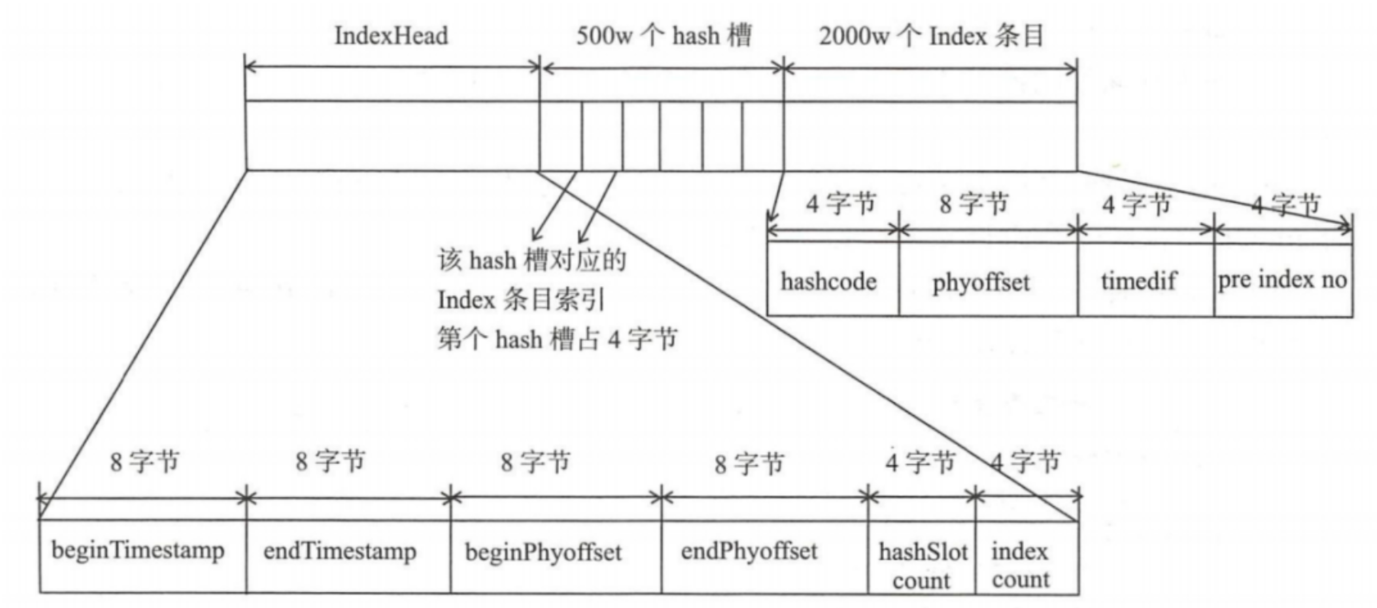 IndexHead
500w 个 hash 槽
2000w 个 Index 条目
4 字节
8 字节
4 字节
4 字节
hashcode
phyoffset
timedif
pre index no
该 hash 槽对应的
Index 条目索引
第个 hash 槽占 4 字节
8 字节
8 字节
8 字节
8 字节
4 字节
4 字节
beginTimestamp
endTimestamp
beginPhyoffset
endPhyoffset
hashSlot
count
index
count